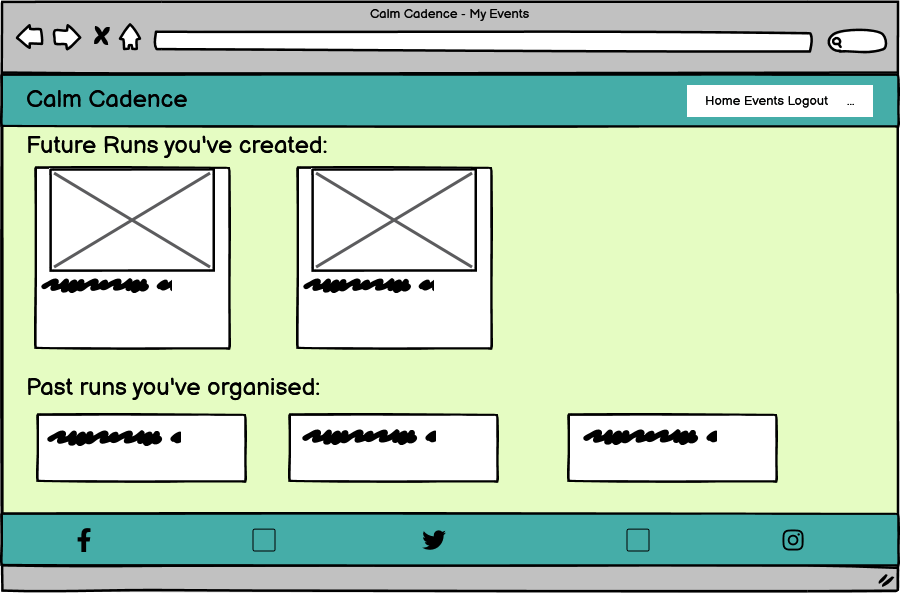 Calm Cadence - My Events
Calm Cadence
Home Events Logout ...
Future Runs you've created:
Past runs you've organised: